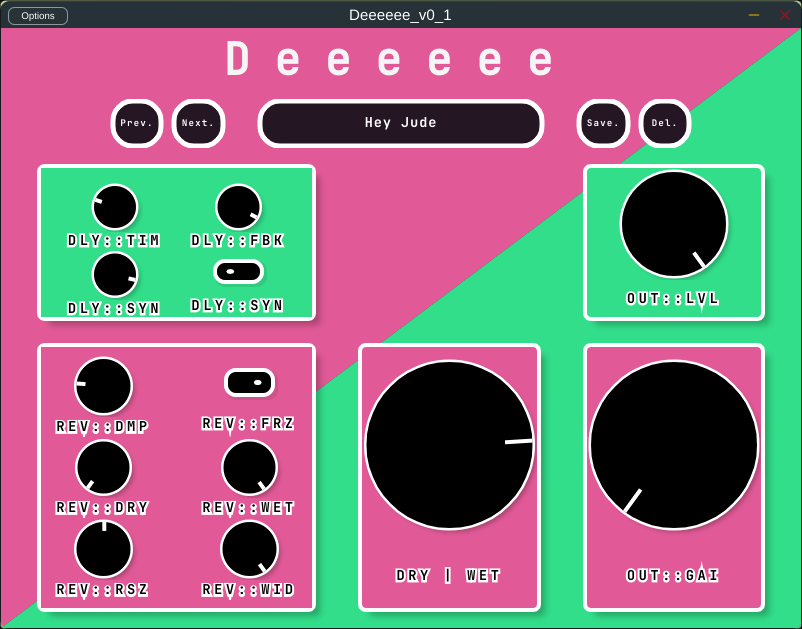 Options
Deeeeee_v0_1
D e e e e e e
Prev.
Next.
Hey Jude
Save.
Del.
DLY::TIM
DLY::FBK
DLY::SYN
DLY::SYN
OUT::LVL
REV::DMP
REV::FRZ
REV::DRY
REV::WET
REV::RSZ
REV::WID
DRY | WET
OUT::GAI